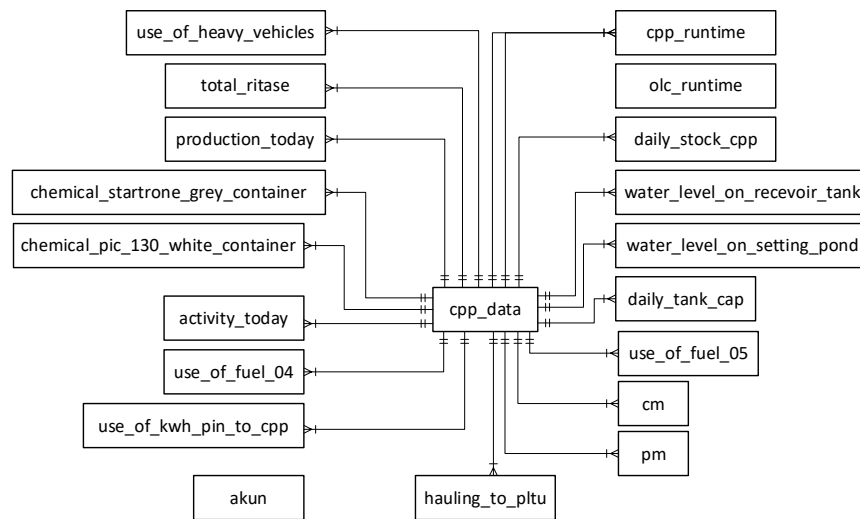 use_of_heavy_vehicles
cpp_runtime
total_ritase
olc_runtime
production_today
daily_stock_cpp
chemical_startrone_grey_container
water_level_on_recevoir_tank
chemical_pic_130_white_container
water_level_on_setting_pond
cpp_data
daily_tank_cap
activity_today
use_of_fuel_04
use_of_fuel_05
use_of_kwh_pin_to_cpp
cm
pm
akun
hauling_to_pltu